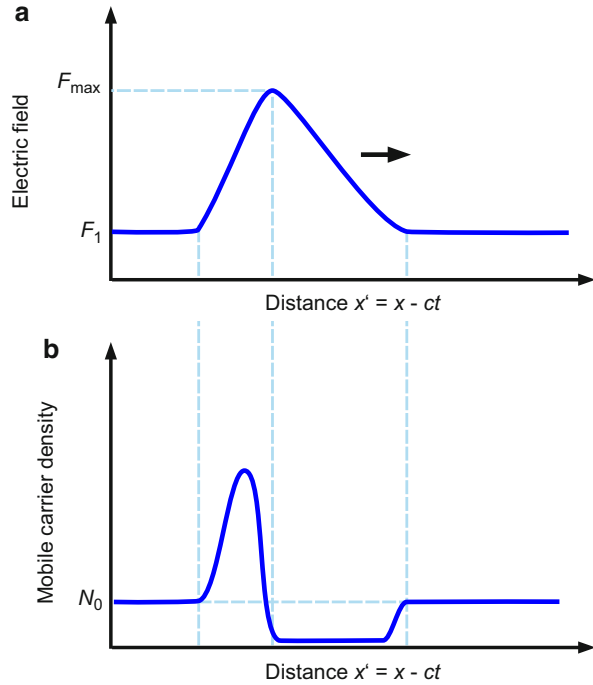 a
F_max
Electric field
F_1
Distance x‘ = x - ct
b
Mobile carrier density
N_0
Distance x‘ = x - ct